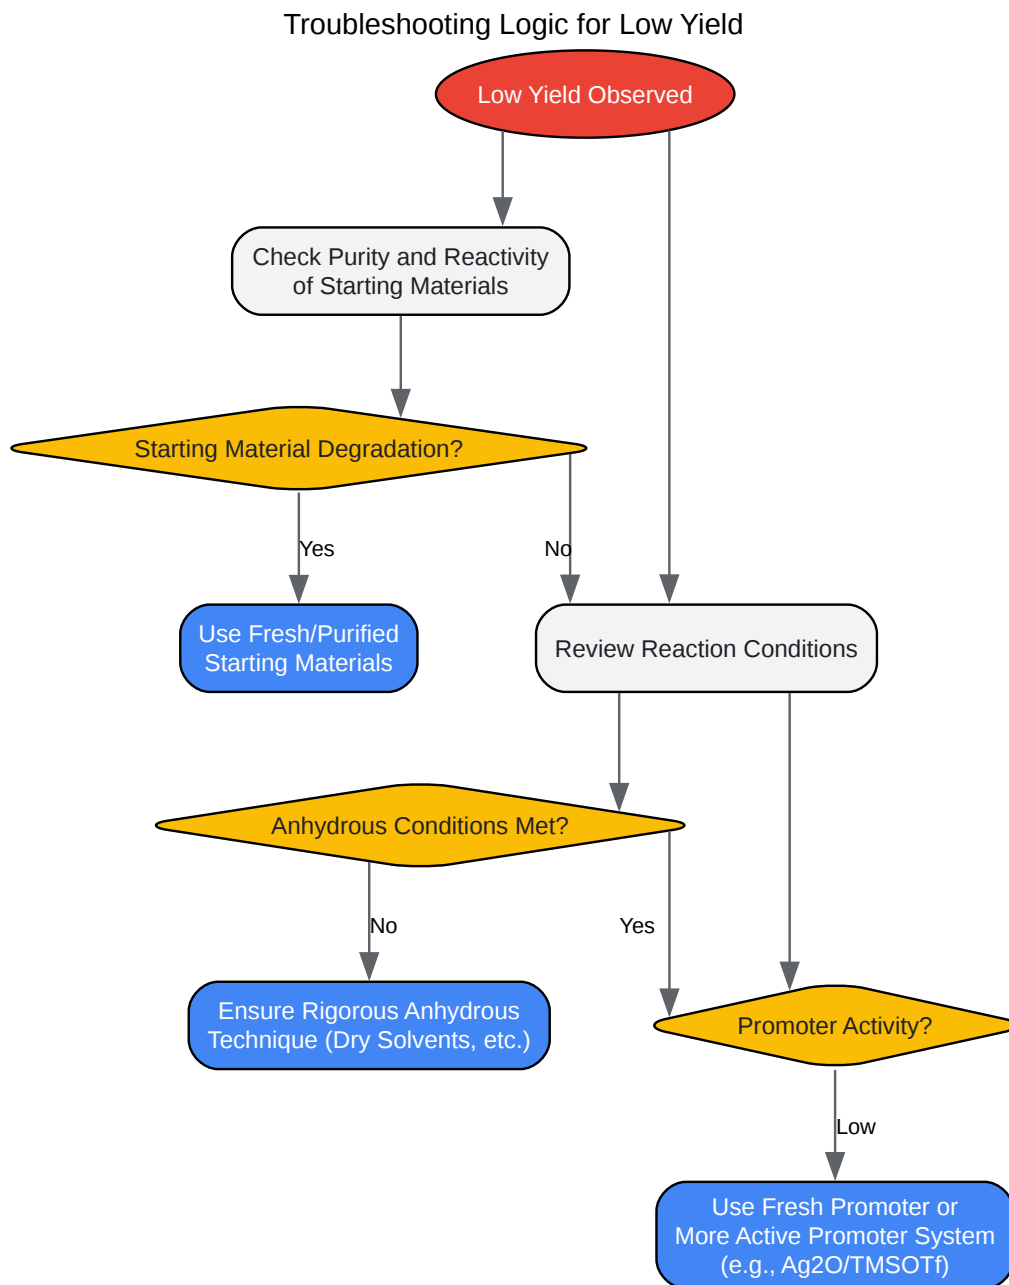 Troubleshooting Logic for Low Yield
Low Yield Observed
Check Purity and Reactivity
of Starting Materials
Starting Material Degradation?
Yes
No
Use Fresh/Purified
Starting Materials
Review Reaction Conditions
Anhydrous Conditions Met?
No
Yes
Ensure Rigorous Anhydrous
Technique (Dry Solvents, etc.)
Promoter Activity?
Low
Use Fresh Promoter or
More Active Promoter System
(e.g., Ag2O/TMSOTf)